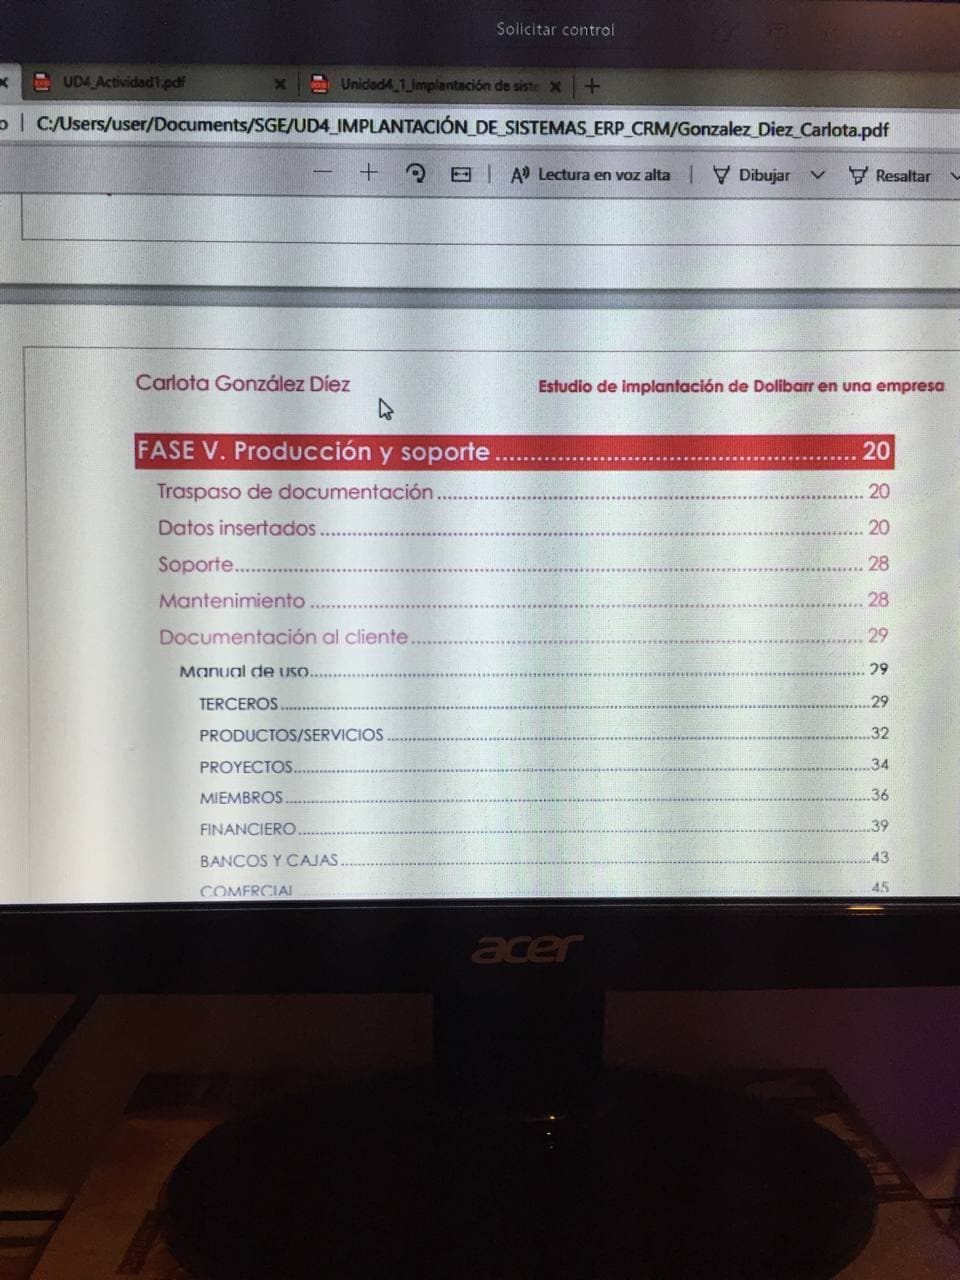 Solicitar control
UD4_Actividad1.pdf
Unidad4_1_Implantación de siste
C:/Users/user/Documents/SGE/UD4_IMPLANTACIÓN_DE_SISTEMAS_ERP_CRM/Gonzalez_Diez_Carlota.pdf
Lectura en voz alta | Dibujar Resaltar
Carlota González Díez
Estudio de implantación de Dolibarr en una empresa
FASE V. Producción y soporte 20
Traspaso de documentación 20
Datos insertados 20
Soporte 28
Mantenimiento 28
Documentación al cliente 29
Manual de uso 29
TERCEROS 29
PRODUCTOS/SERVICIOS 32
PROYECTOS 34
MIEMBROS 36
FINANCIERO 39
BANCOS Y CAJAS 43
COMERCIAL 45
acer